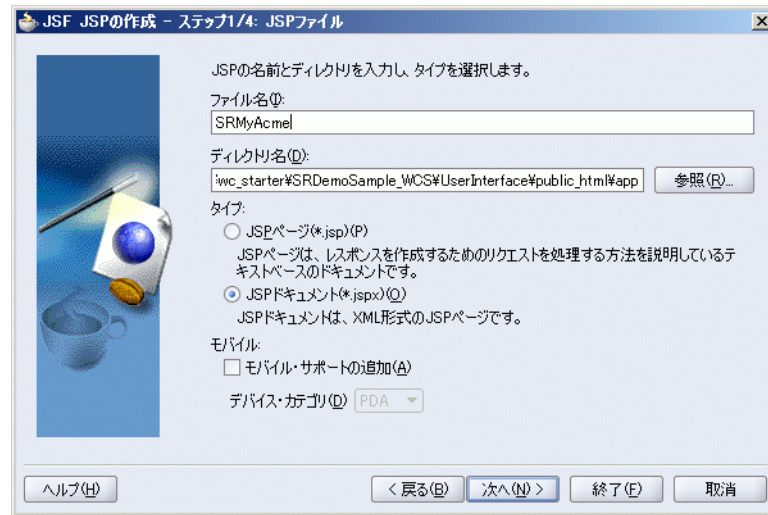 JSF JSPの作成 - ステップ1/4: JSPファイル
JSPの名前とディレクトリを入力し、タイプを選択します。
ファイル名(I):
SRMyAcme
ディレクトリ名(D):
wc_starter¥SRDemoSample_WCS¥UserInterface¥public_html¥app
参照(R)...
タイプ:
JSPページ(*.jsp)(P)
JSPページは、レスポンスを作成するためのリクエストを処理する方法を説明しているテ
キストベースのドキュメントです。
JSPドキュメント(*.jspx)(O)
JSPドキュメントは、XML形式のJSPページです。
モバイル:
モバイル・サポートの追加(A)
デバイス・カテゴリ(D) PDA
ヘルプ(H)
< 戻る(B)
次へ(N) >
終了(F)
取消